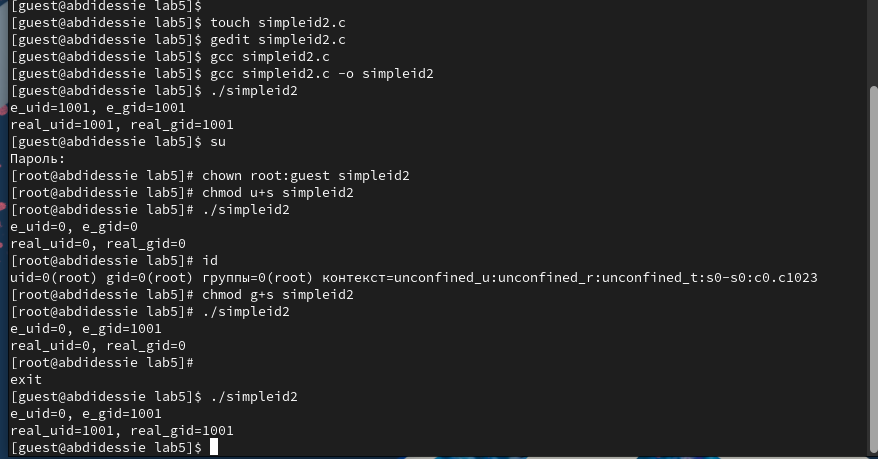 [guest@abdidessie lab5]$
[guest@abdidessie lab5]$ touch simpleid2.c
[guest@abdidessie lab5]$ gedit simpleid2.c
[guest@abdidessie lab5]$ gcc simpleid2.c
[guest@abdidessie lab5]$ gcc simpleid2.c -o simpleid2
[guest@abdidessie lab5]$ ./simpleid2
e_uid=1001, e_gid=1001
real_uid=1001, real_gid=1001
[guest@abdidessie lab5]$ su
Пароль:
[root@abdidessie lab5]# chown root:guest simpleid2
[root@abdidessie lab5]# chmod u+s simpleid2
[root@abdidessie lab5]# ./simpleid2
e_uid=0, e_gid=0
real_uid=0, real_gid=0
[root@abdidessie lab5]# id
uid=0(root) gid=0(root) группы=0(root) контекст=unconfined_u:unconfined_r:unconfined_t:s0-s0:c0.c1023
[root@abdidessie lab5]# chmod g+s simpleid2
[root@abdidessie lab5]# ./simpleid2
e_uid=0, e_gid=1001
real_uid=0, real_gid=0
[root@abdidessie lab5]#
exit
[guest@abdidessie lab5]$ ./simpleid2
e_uid=0, e_gid=1001
real_uid=1001, real_gid=1001
[guest@abdidessie lab5]$